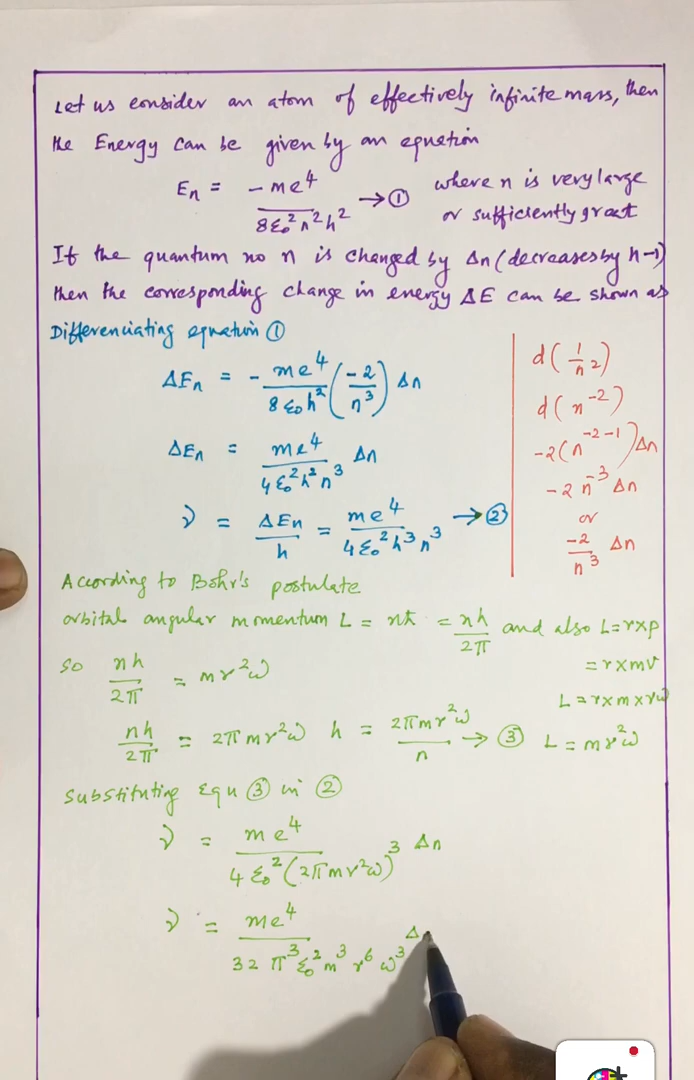 Let us consider an atom of effectively infinite mass, then
the Energy can be given by an equation
En = -me⁴ / 8ε₀²n²h² → ① where n is very large
or sufficiently great
If the quantum no n is changed by Δn (decreases by n-1)
then the corresponding change in energy ΔE can be shown as
Differenciating equation ①
ΔEn = - me⁴ / 8ε₀h² (-2 / n³) Δn
ΔEn = me⁴ / 4ε₀²h²n³ Δn
ν = ΔEn / h = me⁴ / 4ε₀²h³n³ → ②
d(1/n²)
d(n⁻²)
-2(n⁻²⁻¹)Δn
-2 n⁻³ Δn
or
-2/n³ Δn
According to Bohr's postulate
orbital angular momentum L = nħ = nh / 2π and also L = r×p
= r×mv
so nh / 2π = mr²ω
L = r×m×rω
nh / 2π = 2πmr²ω h = 2πmr²ω / n → ③ L = mr²ω
Substituting Equ ③ in ②
ν = me⁴ / 4ε₀²(2πmr²ω)³ Δn
ν = me⁴ / 32π³ε₀²m³r⁶ω³